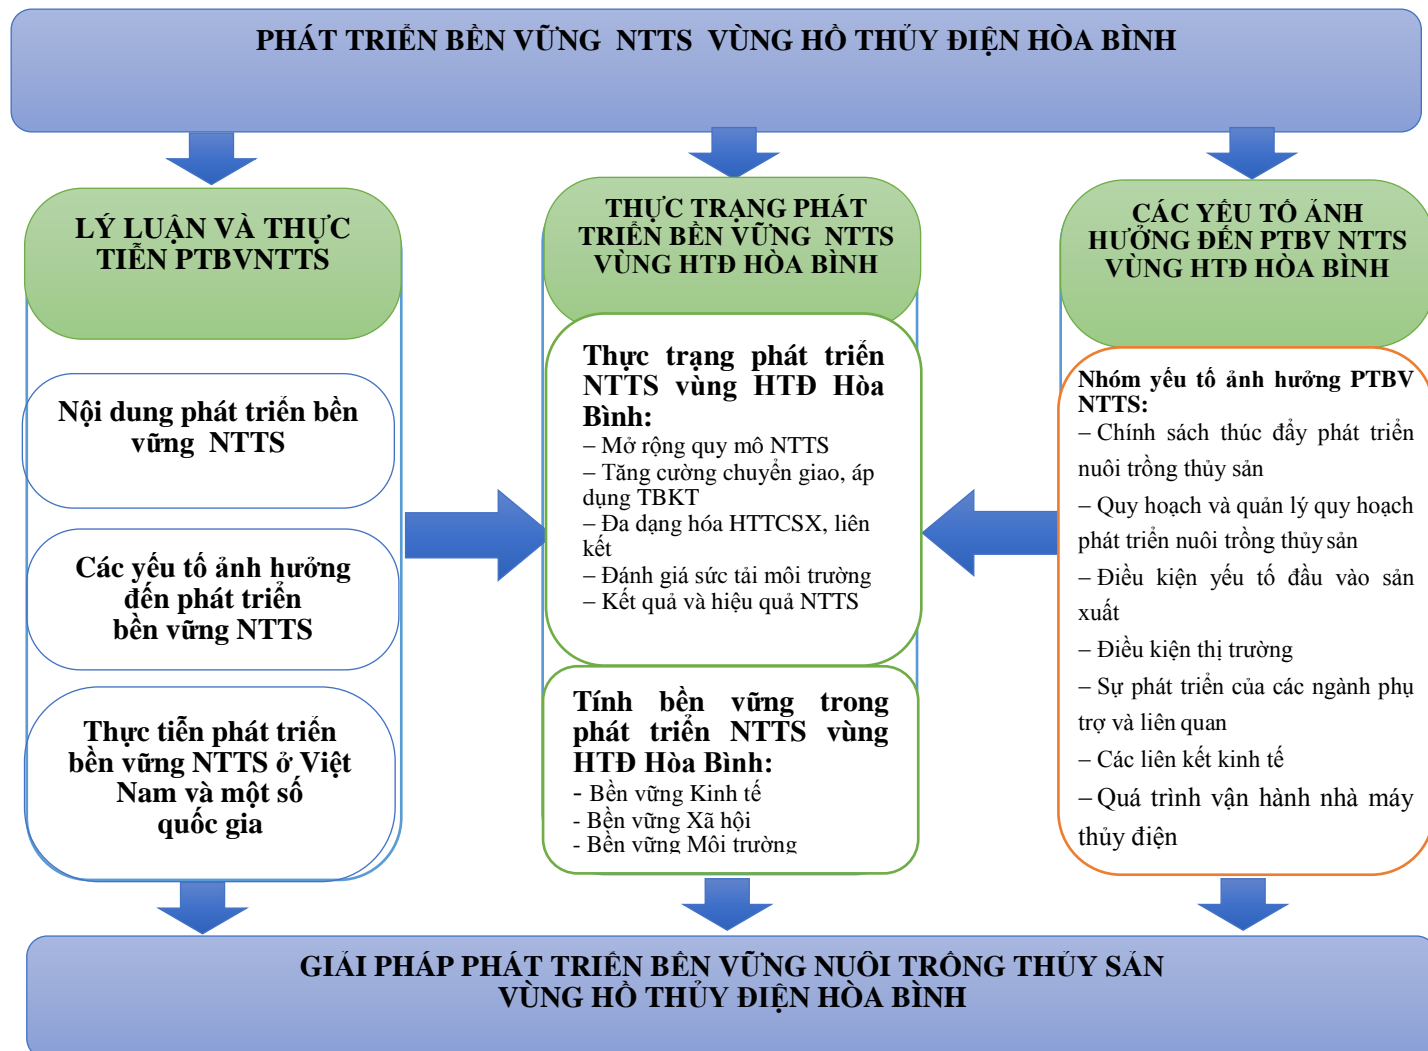 PHÁT TRIỂN BỀN VỮNG NTTS VÙNG HỒ THỦY ĐIỆN HÒA BÌNH
LÝ LUẬN VÀ THỰC
TIỄN PTBVNTTS
Nội dung phát triển bền
vững NTTS
Các yếu tố ảnh hưởng
đến phát triển
bền vững NTTS
Thực tiễn phát triển
bền vững NTTS ở Việt
Nam và một số
quốc gia
THỰC TRẠNG PHÁT
TRIỂN BỀN VỮNG NTTS
VÙNG HTĐ HÒA BÌNH
Thực trạng phát triển
NTTS vùng HTĐ Hòa
Bình:
– Mở rộng quy mô NTTS
– Tăng cường chuyển giao, áp
dụng TBKT
– Đa dạng hóa HTTCSX, liên
kết
– Đánh giá sức tải môi trường
– Kết quả và hiệu quả NTTS
Tính bền vững trong
phát triển NTTS vùng
HTĐ Hòa Bình:
- Bền vững Kinh tế
- Bền vững Xã hội
- Bền vững Môi trường
CÁC YẾU TỐ ẢNH
HƯỞNG ĐẾN PTBV NTTS
VÙNG HTĐ HÒA BÌNH
Nhóm yếu tố ảnh hưởng PTBV
NTTS:
– Chính sách thúc đẩy phát triển
nuôi trồng thủy sản
– Quy hoạch và quản lý quy hoạch
phát triển nuôi trồng thủy sản
– Điều kiện yếu tố đầu vào sản
xuất
– Điều kiện thị trường
– Sự phát triển của các ngành phụ
trợ và liên quan
– Các liên kết kinh tế
– Quá trình vận hành nhà máy
thủy điện
GIẢI PHÁP PHÁT TRIỂN BỀN VỮNG NUÔI TRỒNG THỦY SẢN
VÙNG HỒ THỦY ĐIỆN HÒA BÌNH